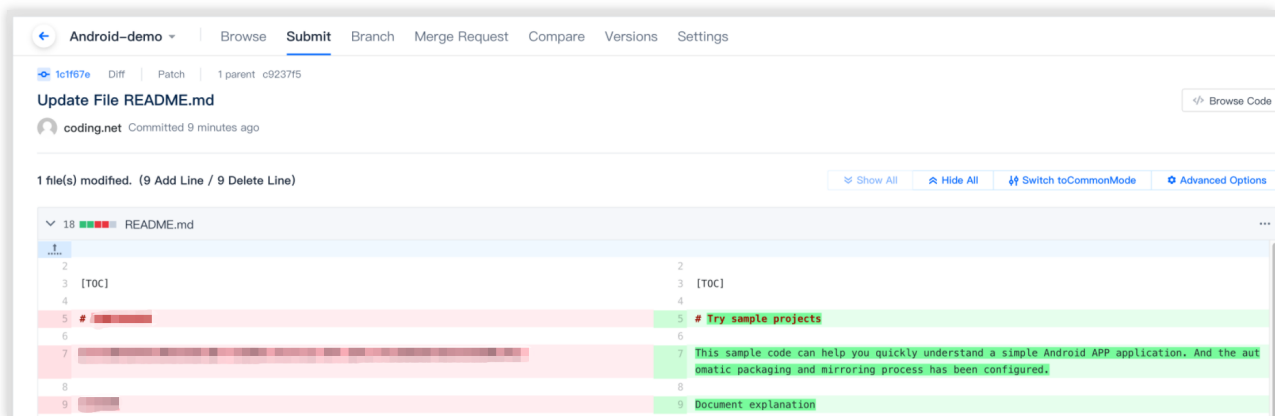 Android-demo Browse Submit Branch Merge Request Compare Versions Settings
1c1f67e Diff Patch 1 parent c9237f5
Update File README.md
Browse Code
coding.net Committed 9 minutes ago
1 file(s) modified. (9 Add Line / 9 Delete Line)
Show All Hide All Switch toCommonMode Advanced Options
18 README.md
2 2
3 [TOC] 3 [TOC]
4 4
5 # 5 # Try sample projects
6 6
7 7 This sample code can help you quickly understand a simple Android APP application. And the aut
omatic packaging and mirroring process has been configured.
8 8
9 9 Document explanation